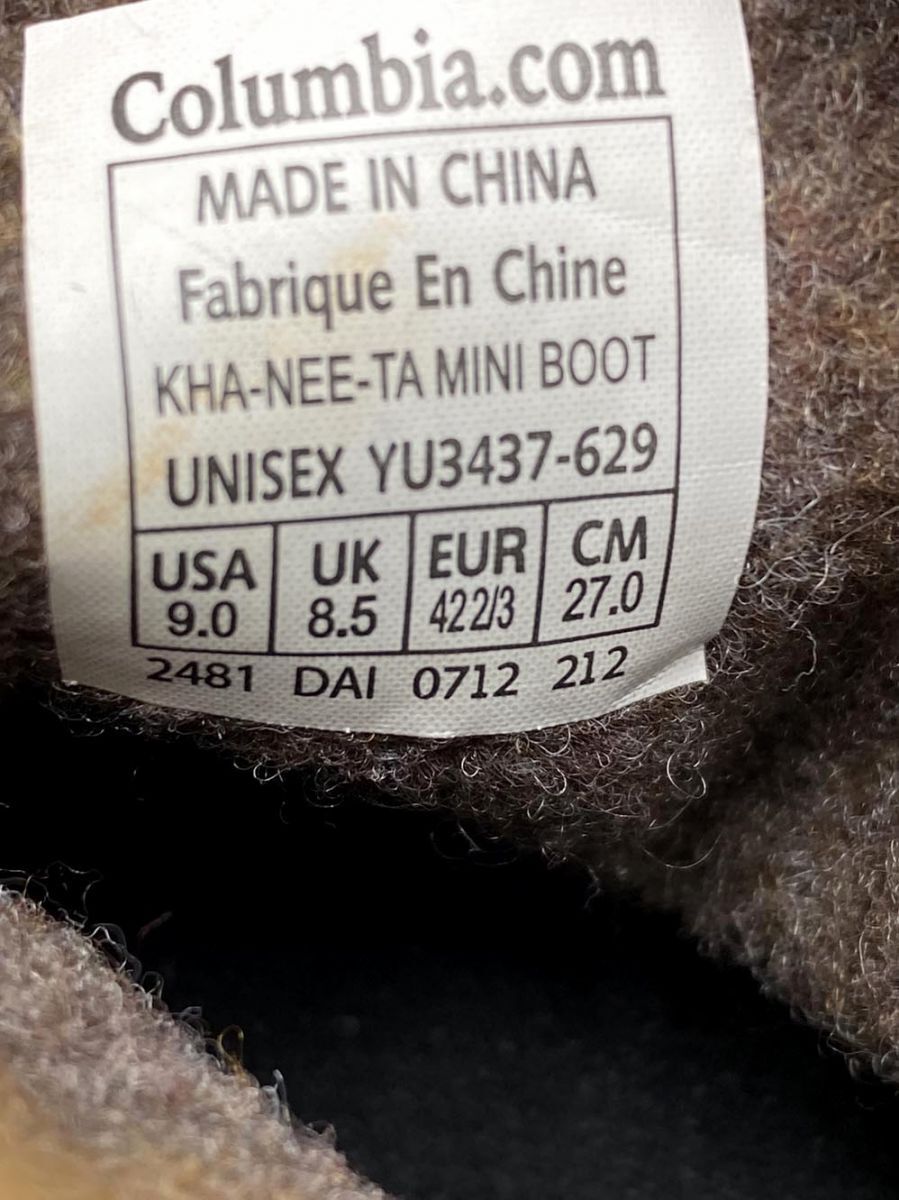 Columbia.com
MADE IN CHINA
Fabrique En Chine
KHA-NEE-TA MINI BOOT
UNISEX YU3437-629
USA UK EUR CM
9.0 8.5 42 2/3 27.0
2481 DAI 0712 212